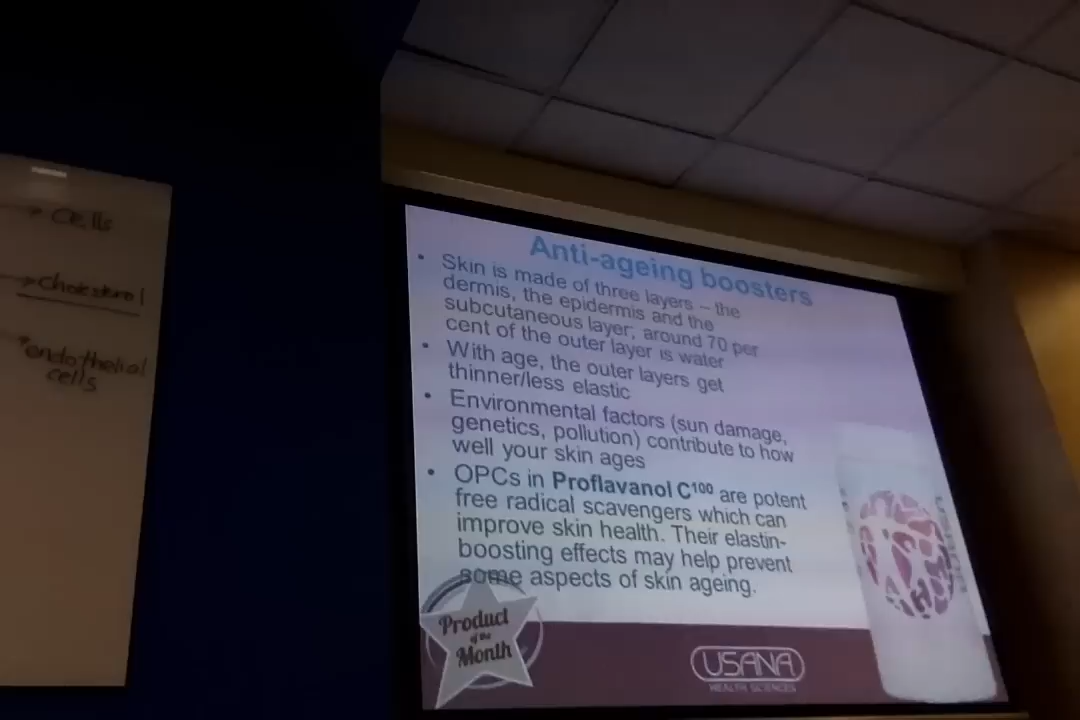 CElls
cholesterol
endothelial
cells
Anti-ageing boosters
• Skin is made of three layers – the
dermis, the epidermis and the
subcutaneous layer; around 70 per
cent of the outer layer is water
• With age, the outer layers get
thinner/less elastic
• Environmental factors (sun damage,
genetics, pollution) contribute to how
well your skin ages
• OPCs in Proflavanol C100 are potent
free radical scavengers which can
improve skin health. Their elastin-
boosting effects may help prevent
some aspects of skin ageing.
Product
of the
Month
USANA
HEALTH SCIENCES